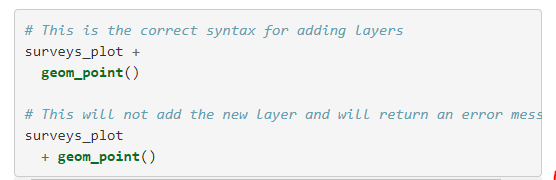 # This is the correct syntax for adding layers
surveys_plot +
  geom_point()
# This will not add the new layer and will return an error mess
surveys_plot
  + geom_point()